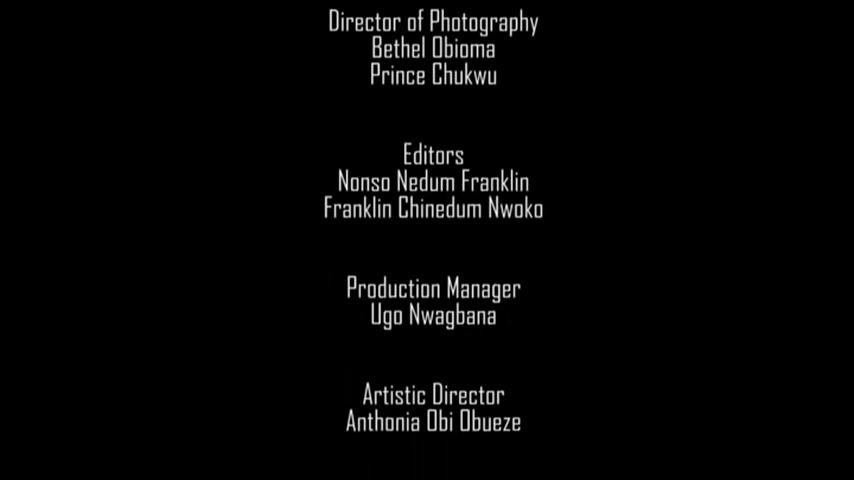 Director of Photography
Bethel Obioma
Prince Chukwu
Editors
Nonso Nedum Franklin
Franklin Chinedum Nwoko
Production Manager
Ugo Nwagbana
Artistic Director
Anthonia Obi Obueze